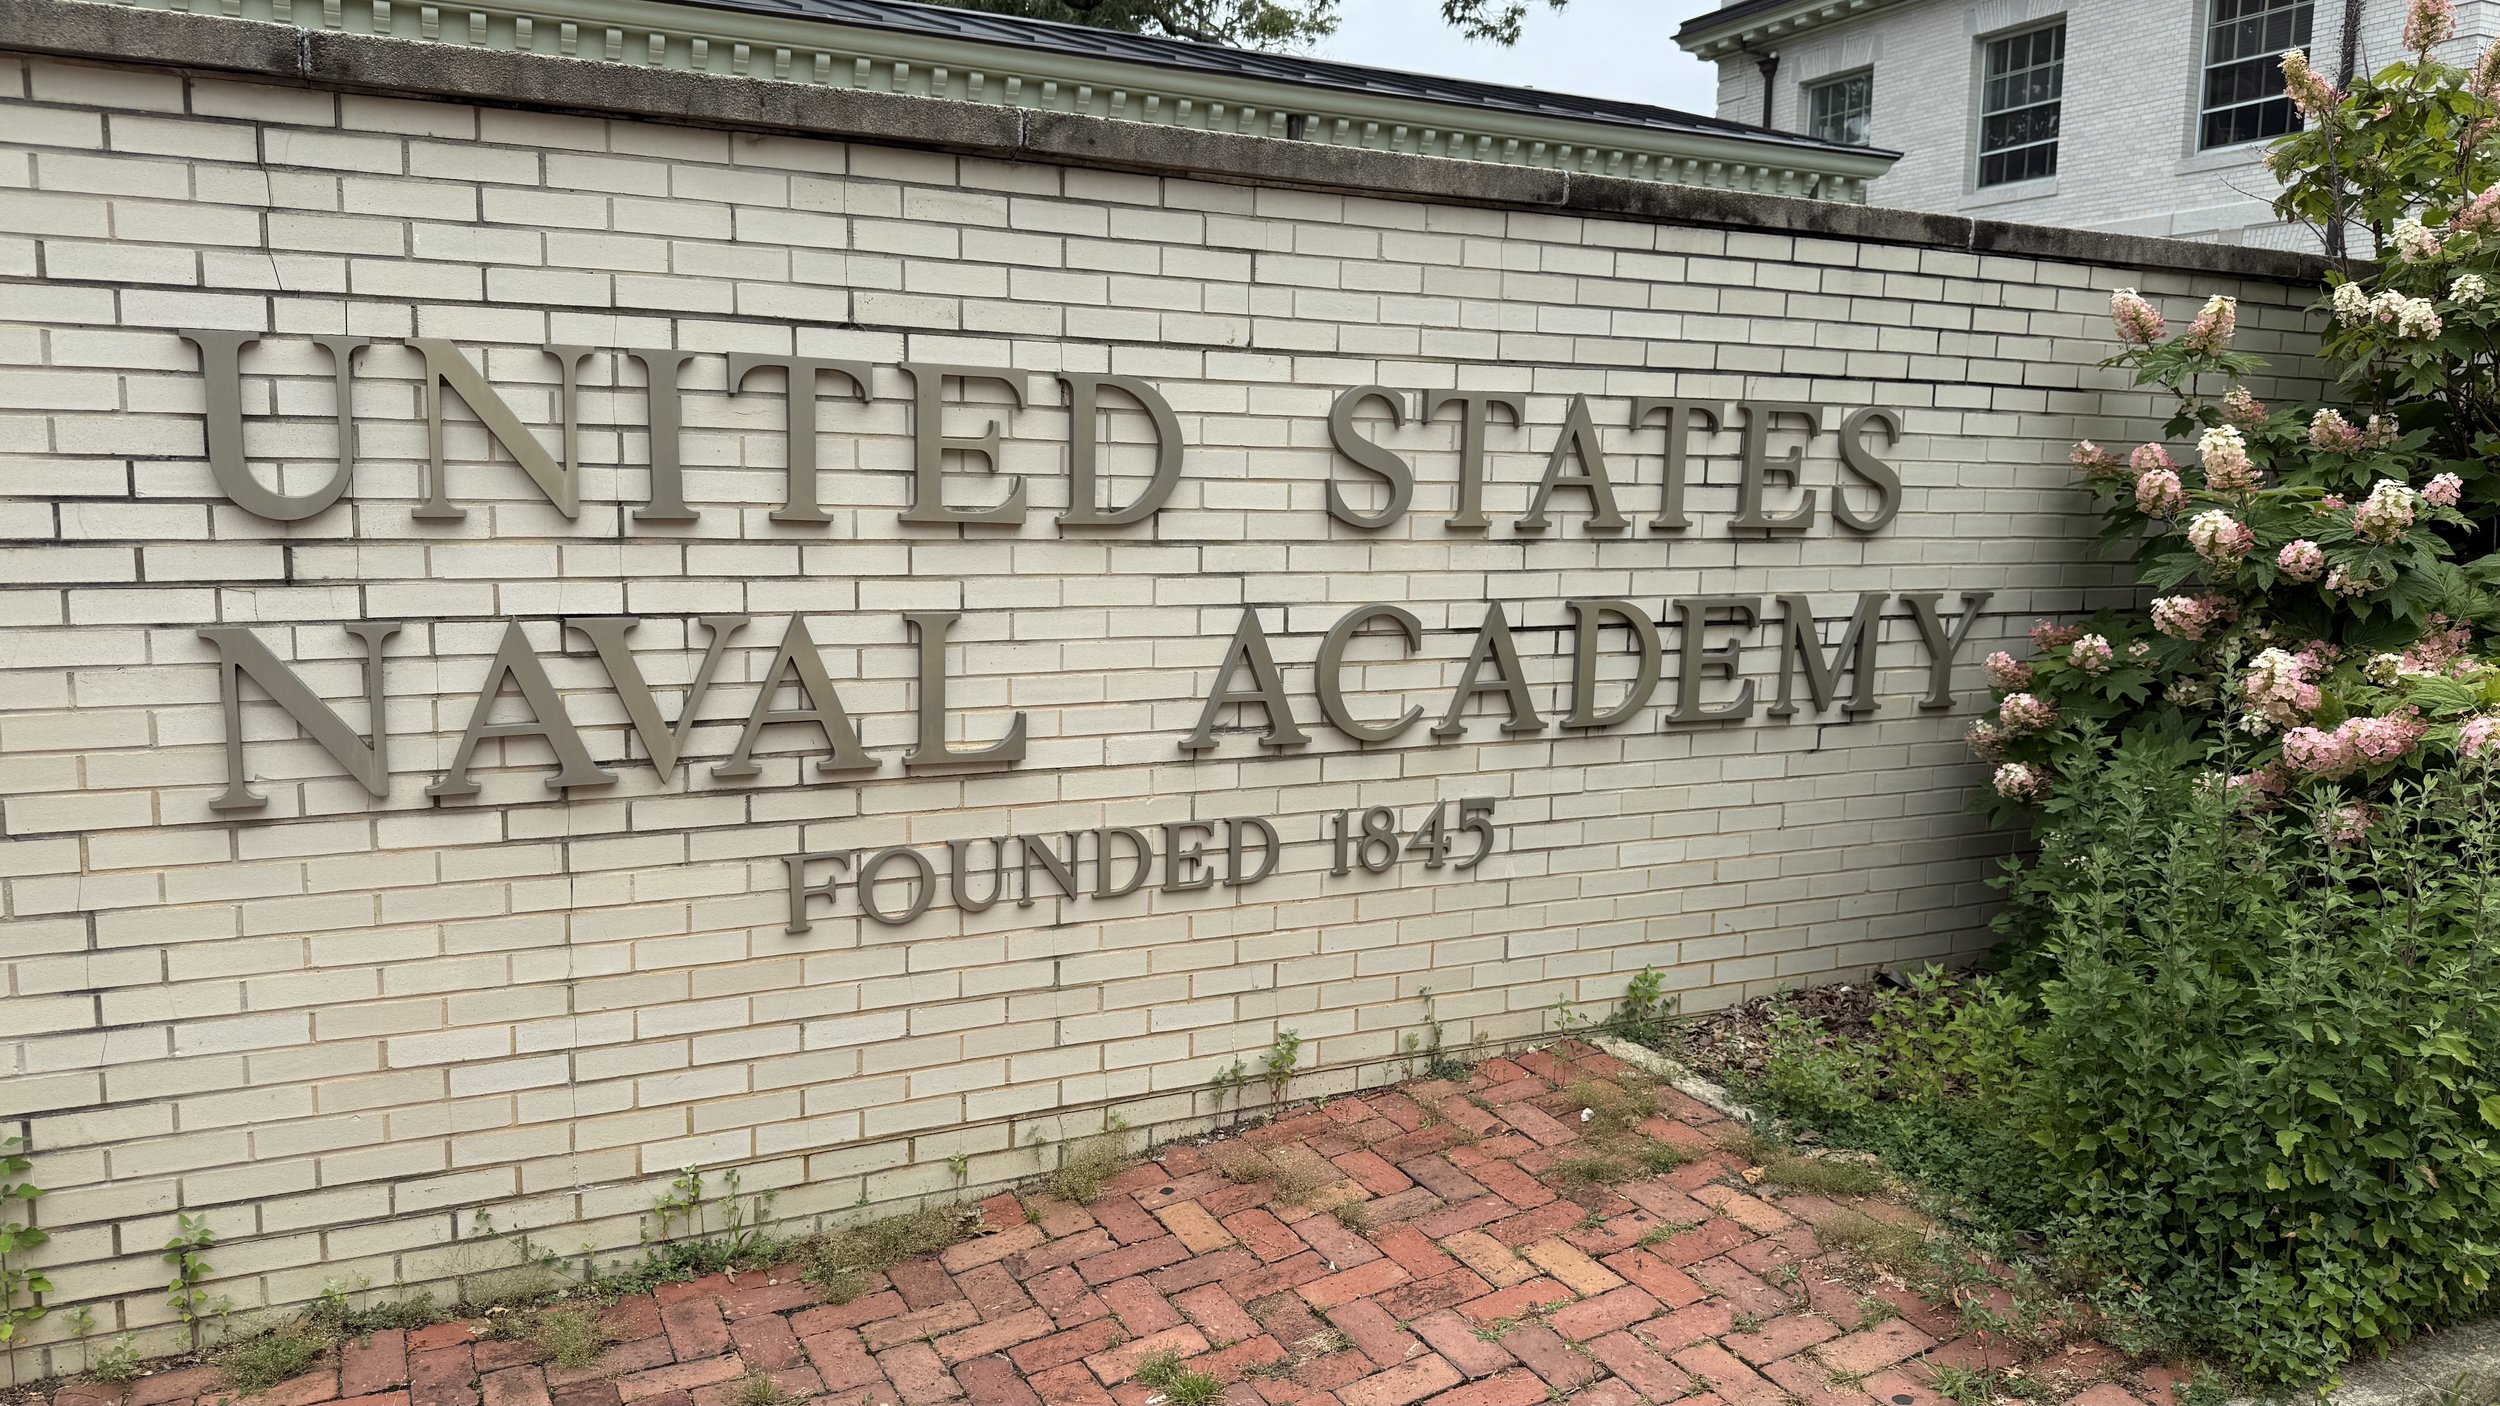 UNITED STATES
NAVAL ACADEMY
FOUNDED 1845